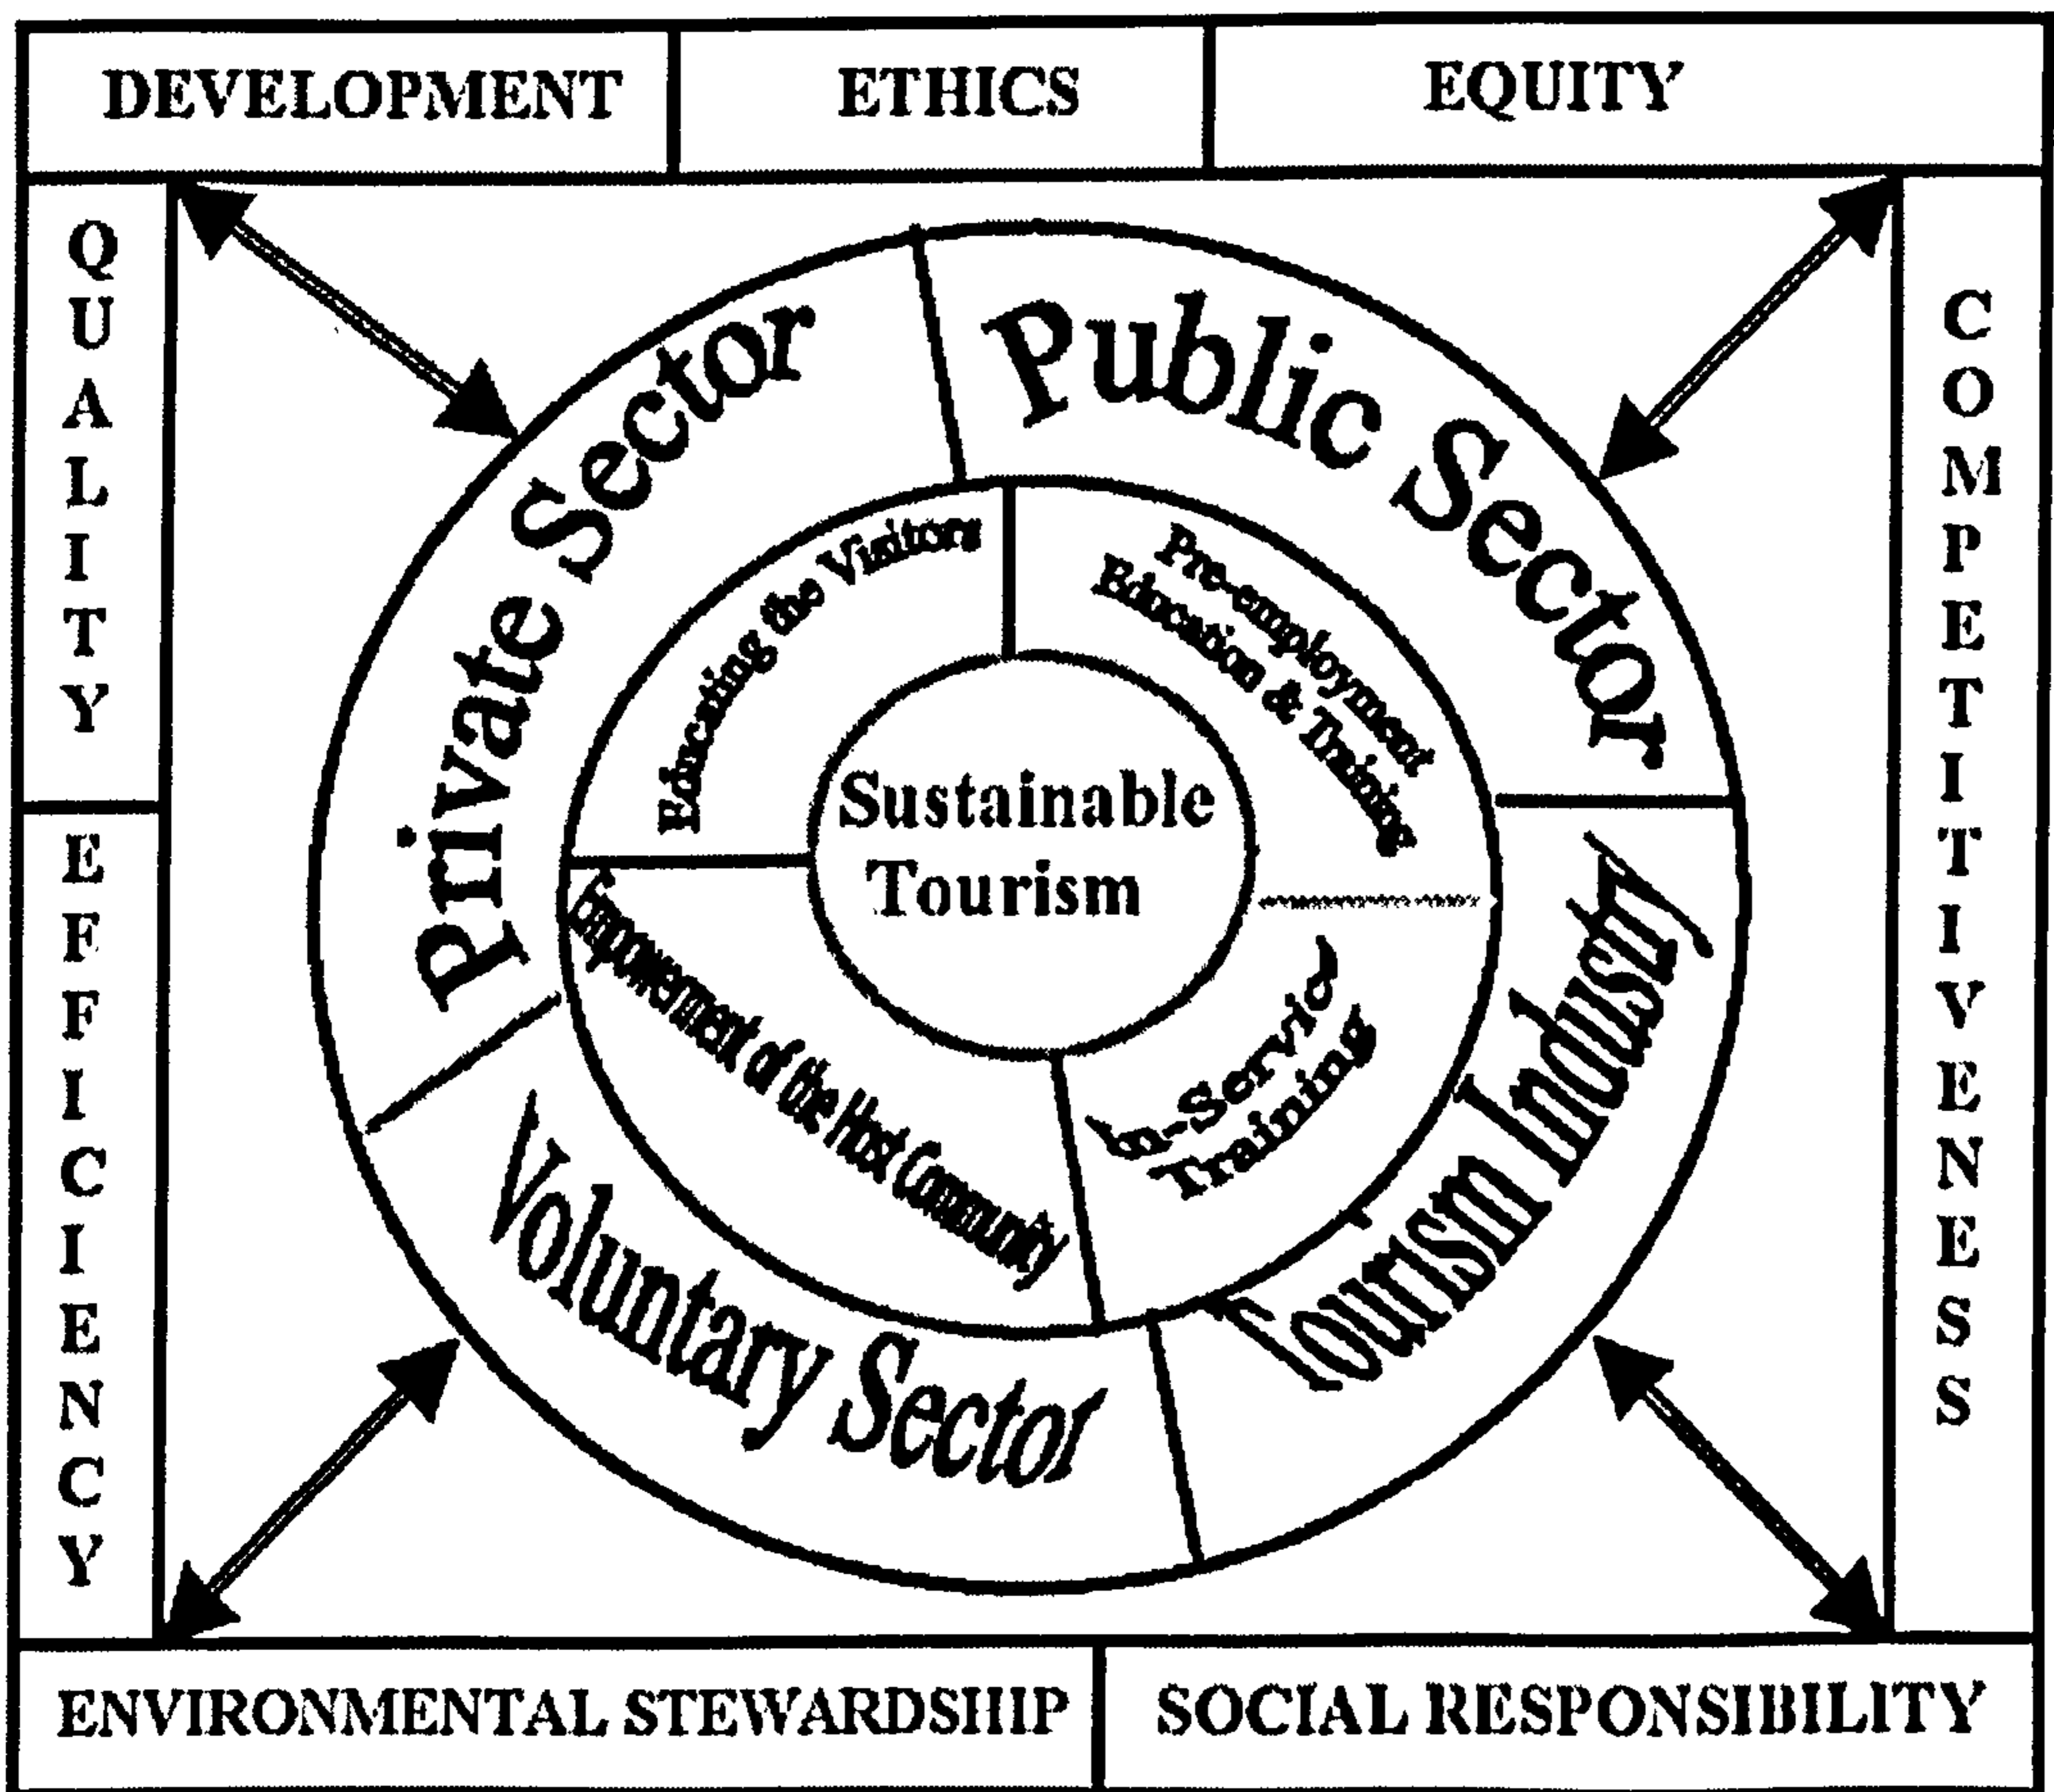 DEVELOPMENT
ETHICS
EQUITY
QUALITY
EFFICIENCY
COMPETITIVENESS
Private Sector
Public Sector
Educating the Visitors
Pre-employment
Education & Training
Sustainable
Tourism
of the Host Community
Training
Voluntary Sector
Tourism Industry
ENVIRONMENTAL STEWARDSHIP
SOCIAL RESPONSIBILITY